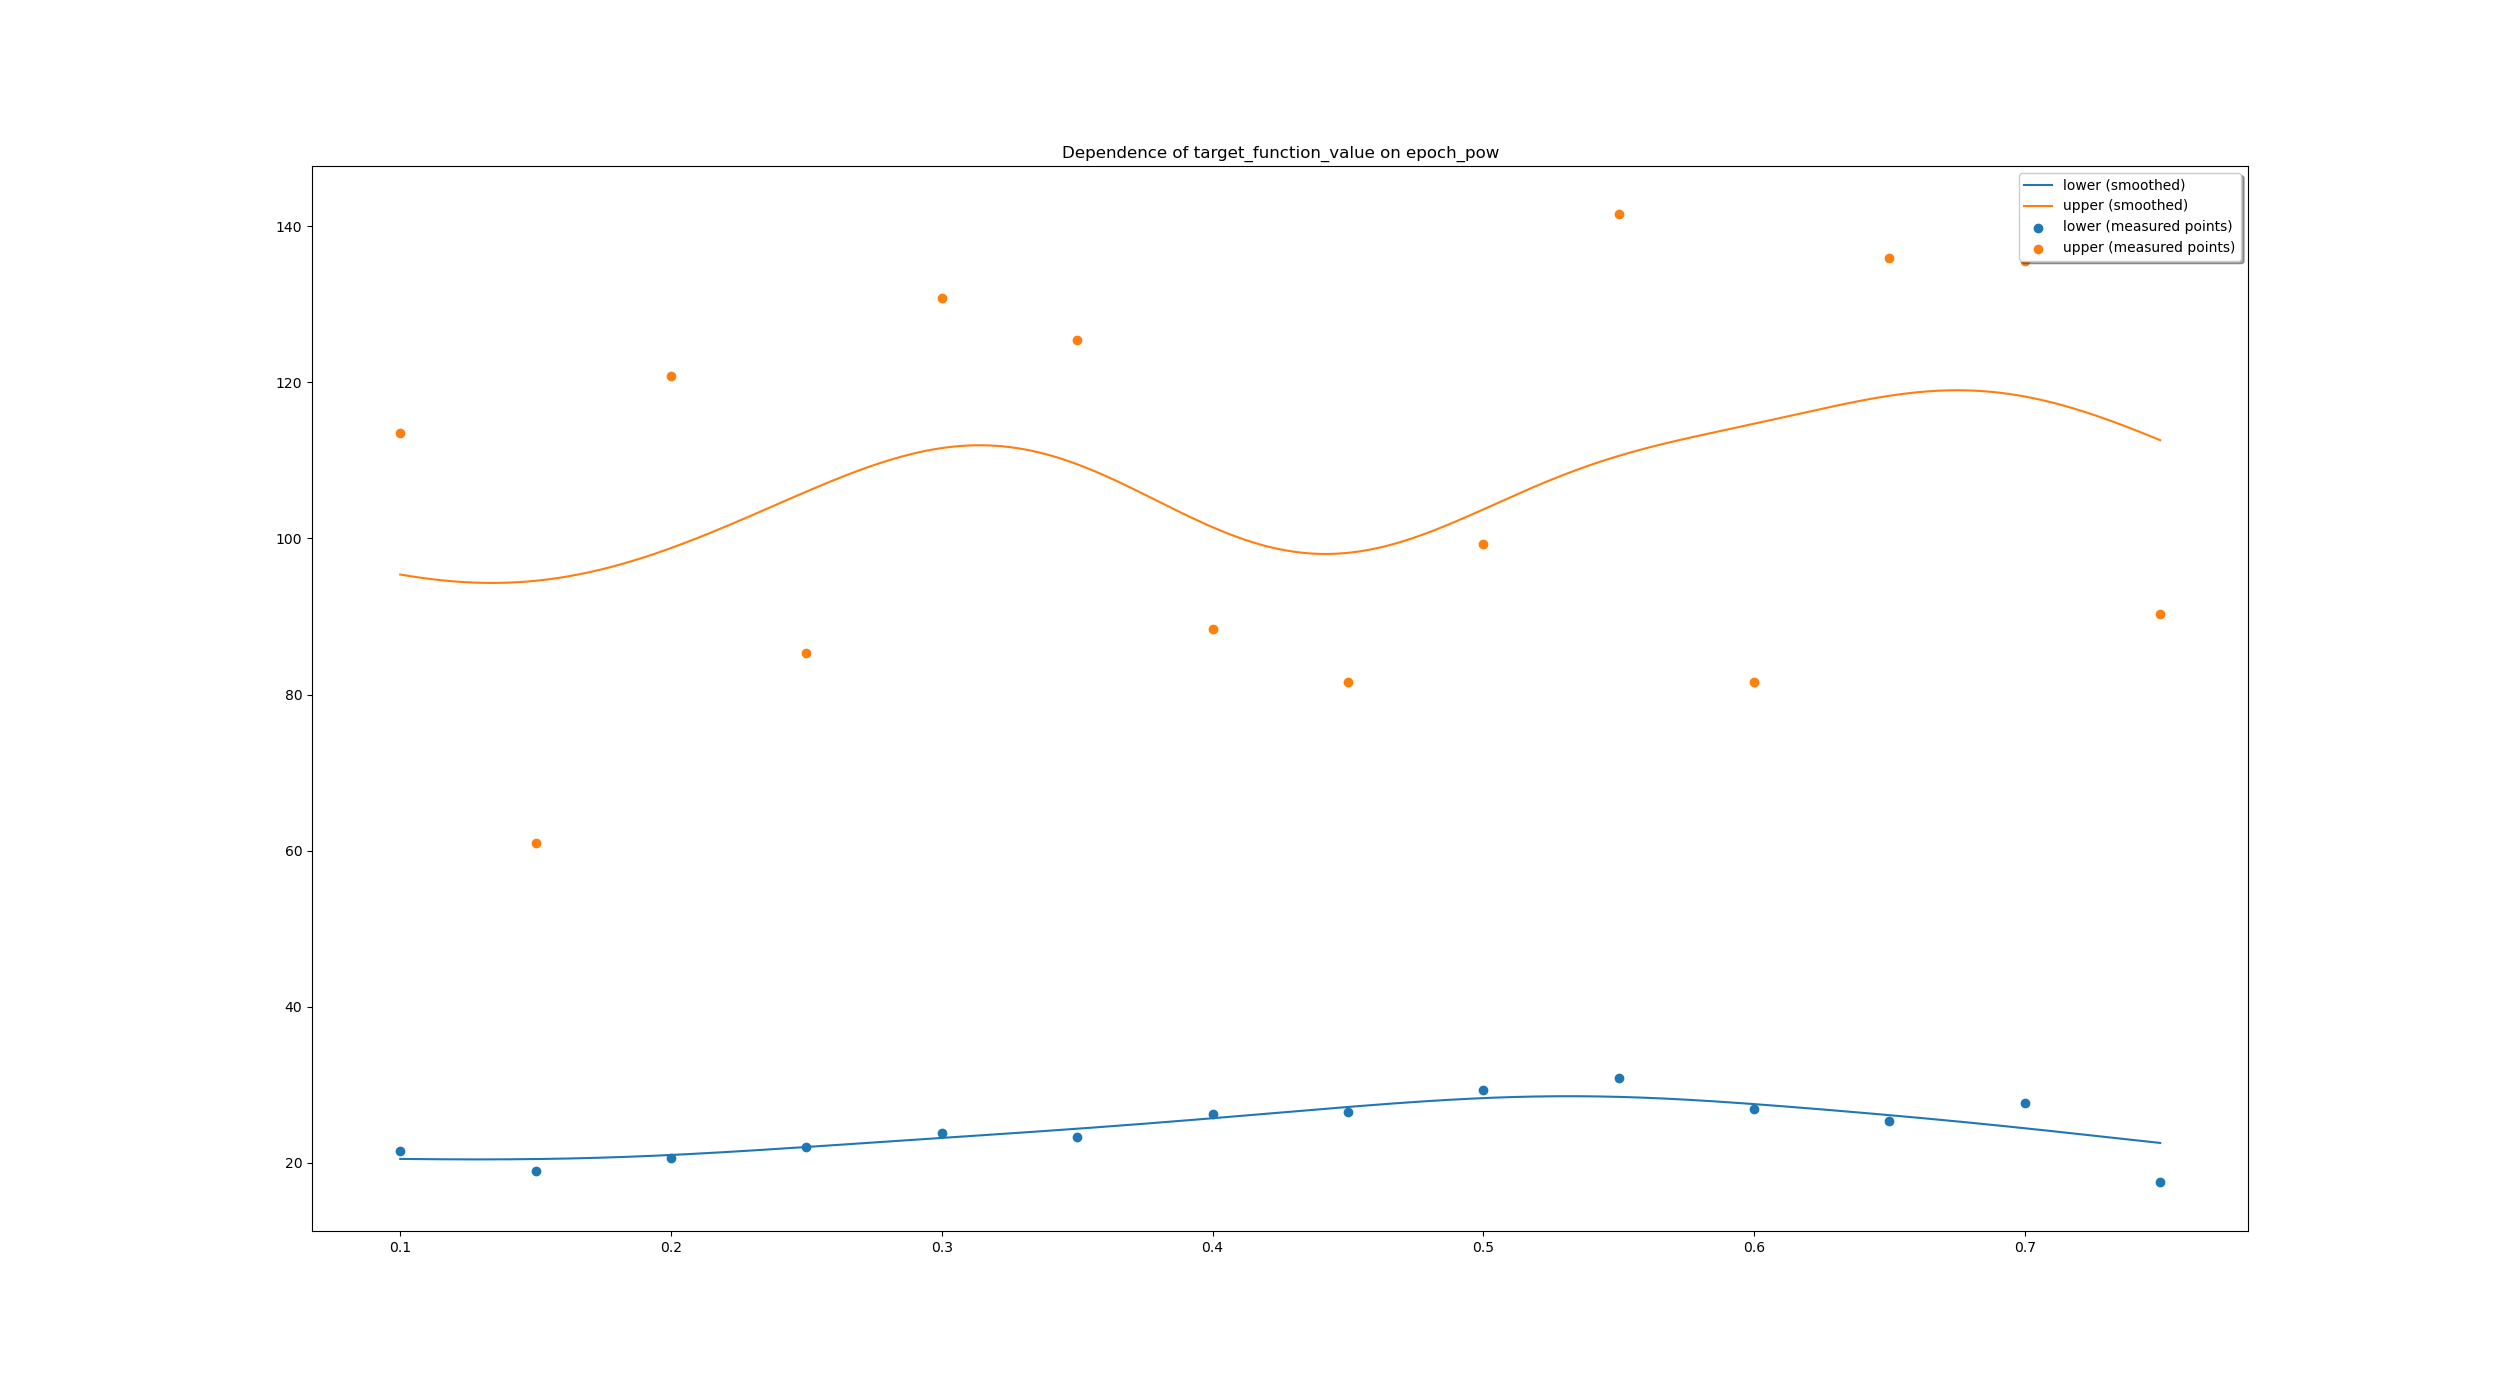 Dependence of target_function_value on epoch_pow
lower (smoothed)
upper (smoothed)
lower (measured points)
upper (measured points)
140
120
100
80
60
40
20
0.1 0.2 0.3 0.4 0.5 0.6 0.7